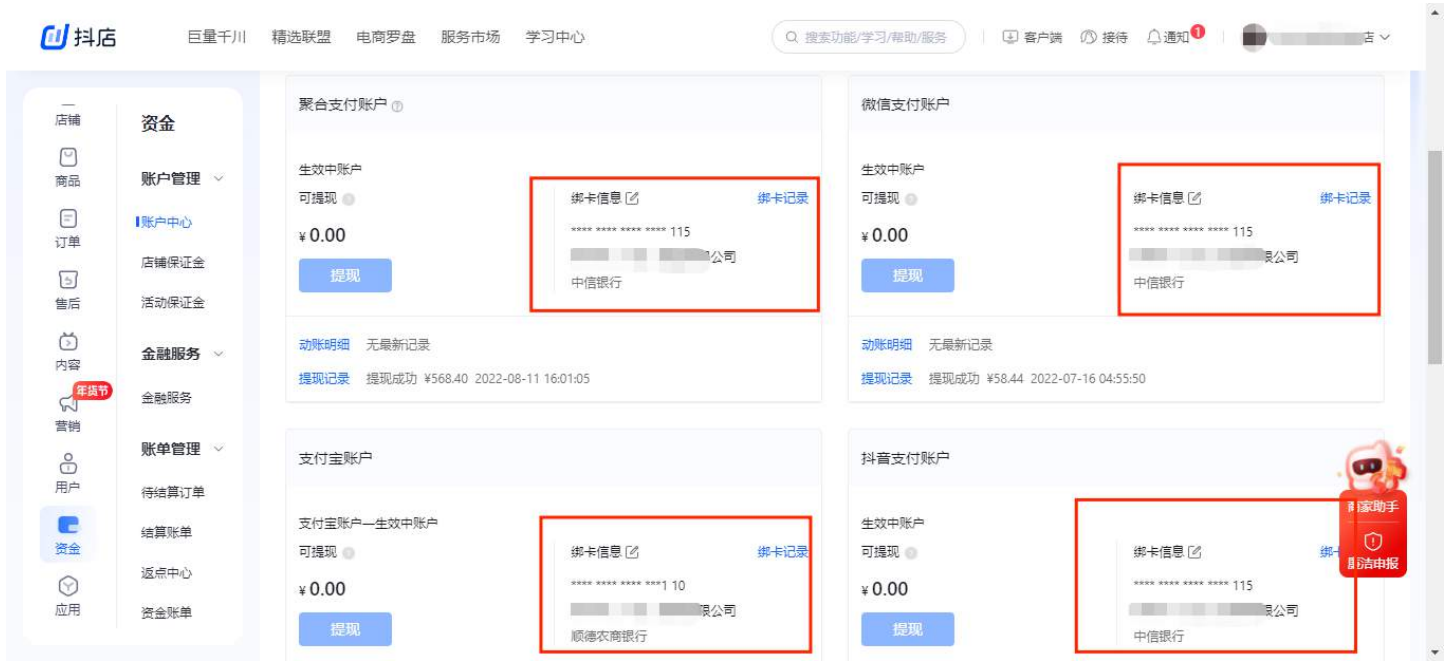 抖店 巨量千川 精选联盟 电商罗盘 服务市场 学习中心 搜索功能/学习/帮助/服务 客户端 接待 通知 1 店
店铺
商品
订单
售后
内容
年货节
营销
用户
资金
应用
资金
账户管理
账户中心
店铺保证金
活动保证金
金融服务
金融服务
账单管理
待结算订单
结算账单
返点中心
资金账单
聚合支付账户
生效中账户
可提现
¥ 0.00
提现
绑卡信息 绑卡记录
**** **** **** **** 115
公司
中信银行
动账明细 无最新记录
提现记录 提现成功 ¥568.40 2022-08-11 16:01:05
微信支付账户
生效中账户
可提现
¥ 0.00
提现
绑卡信息 绑卡记录
**** **** **** **** 115
限公司
中信银行
动账明细 无最新记录
提现记录 提现成功 ¥58.44 2022-07-16 04:55:50
支付宝账户
支付宝账户—生效中账户
可提现
¥ 0.00
提现
绑卡信息 绑卡记录
**** **** **** ***1 10
限公司
顺德农商银行
抖音支付账户
生效中账户
可提现
¥ 0.00
提现
绑卡信息 绑
**** **** **** **** 115
限公司
中信银行
商家助手
廉洁申报